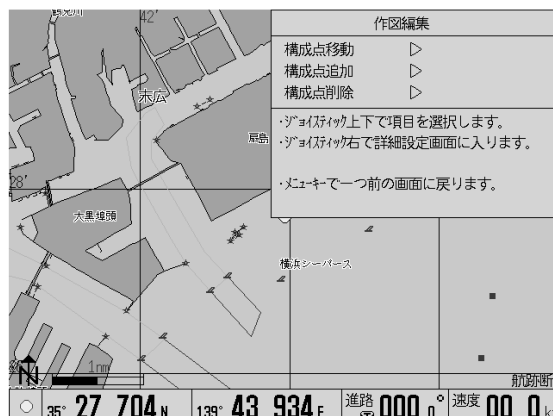 鶴見川
42'
作図編集
構成点移動 ▷
構成点追加 ▷
構成点削除 ▷
末広
扇島
・ジョイスティック上下で項目を選択します。
・ジョイスティック右で詳細設定画面に入ります。
・メニューキーで一つ前の画面に戻ります。
28'
大黒埠頭
横浜シーバース
N
1nm
航跡断
35° 27.704 N 139° 43.934 E 進路 000.0° 速度 00.0